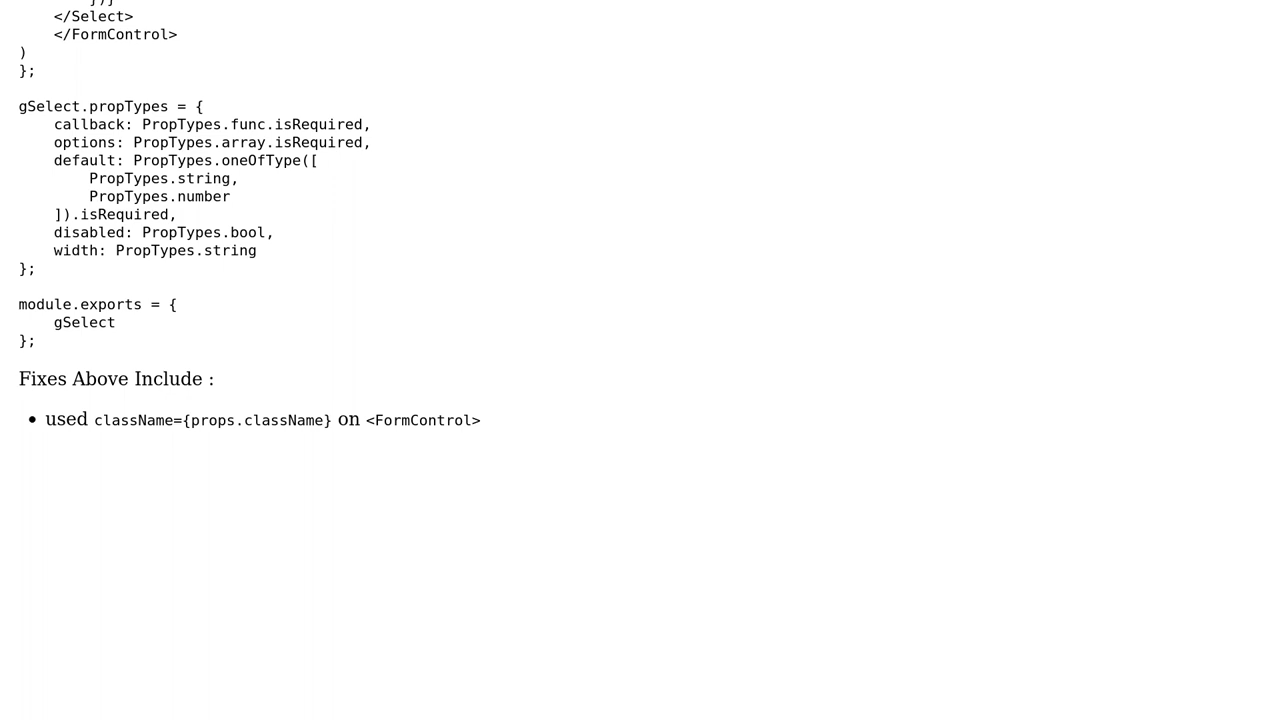 })}
    </Select>
    </FormControl>
)
};

gSelect.propTypes = {
    callback: PropTypes.func.isRequired,
    options: PropTypes.array.isRequired,
    default: PropTypes.oneOfType([
        PropTypes.string,
        PropTypes.number
    ]).isRequired,
    disabled: PropTypes.bool,
    width: PropTypes.string
};

module.exports = {
    gSelect
};

Fixes Above Include :
• used className={props.className} on <FormControl>